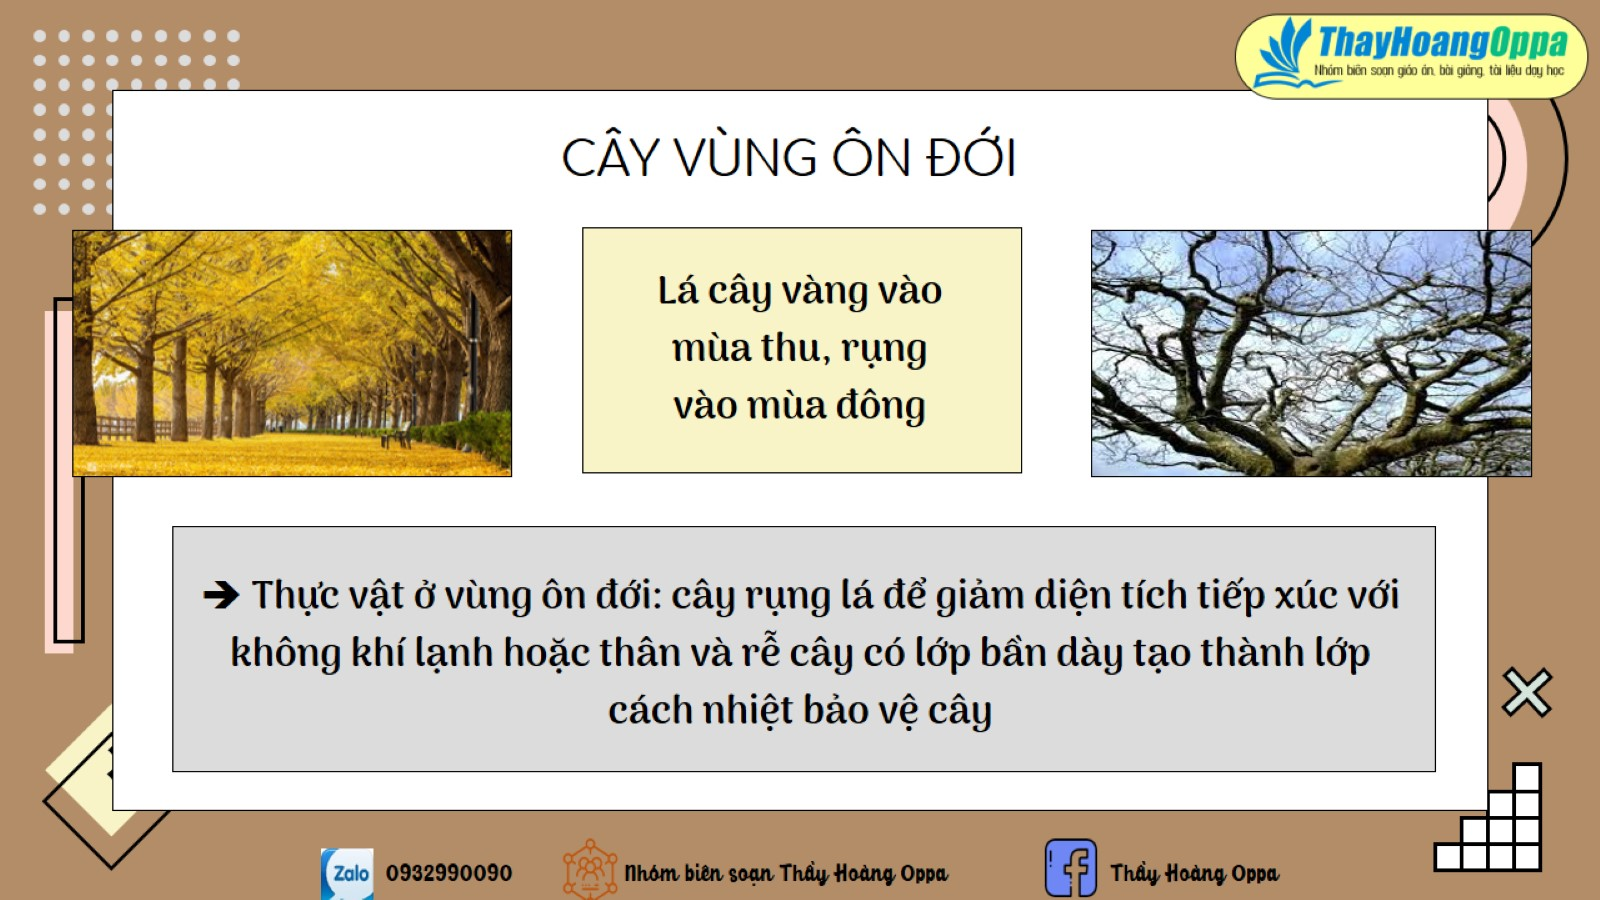 ThayHoangOppa
Nhóm biên soạn giáo án, bài giảng, tài liệu dạy học
CÂY VÙNG ÔN ĐỚI
Lá cây vàng vào
mùa thu, rụng
vào mùa đông
➔ Thực vật ở vùng ôn đới: cây rụng lá để giảm diện tích tiếp xúc với
không khí lạnh hoặc thân và rễ cây có lớp bần dày tạo thành lớp
cách nhiệt bảo vệ cây
Zalo 0932990090 Nhóm biên soạn Thầy Hoàng Oppa Thầy Hoàng Oppa